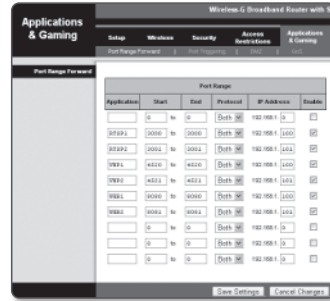 Wireless-G Broadband Router with S
Applications & Gaming
Setup Wireless Security Access Restrictions Applications & Gaming
Port Range Forward | Port Triggering | DMZ | QoS
Port Range Forward
Port Range
Application Start End Protocol IP Address Enable
0 to 0 Both 192.168.1. 0
RTSP1 3000 to 3000 Both 192.168.1. 100
RTSP2 3001 to 3001 Both 192.168.1. 101
4520 to 4520 Both 192.168.1. 100
4521 to 4521 Both 192.168.1. 101
WEB1 8000 to 8000 Both 192.168.1. 100
WEB2 8001 to 8001 Both 192.168.1. 101
0 to 0 Both 192.168.1. 0
0 to 0 Both 192.168.1. 0
0 to 0 Both 192.168.1. 0
Save Settings Cancel Changes